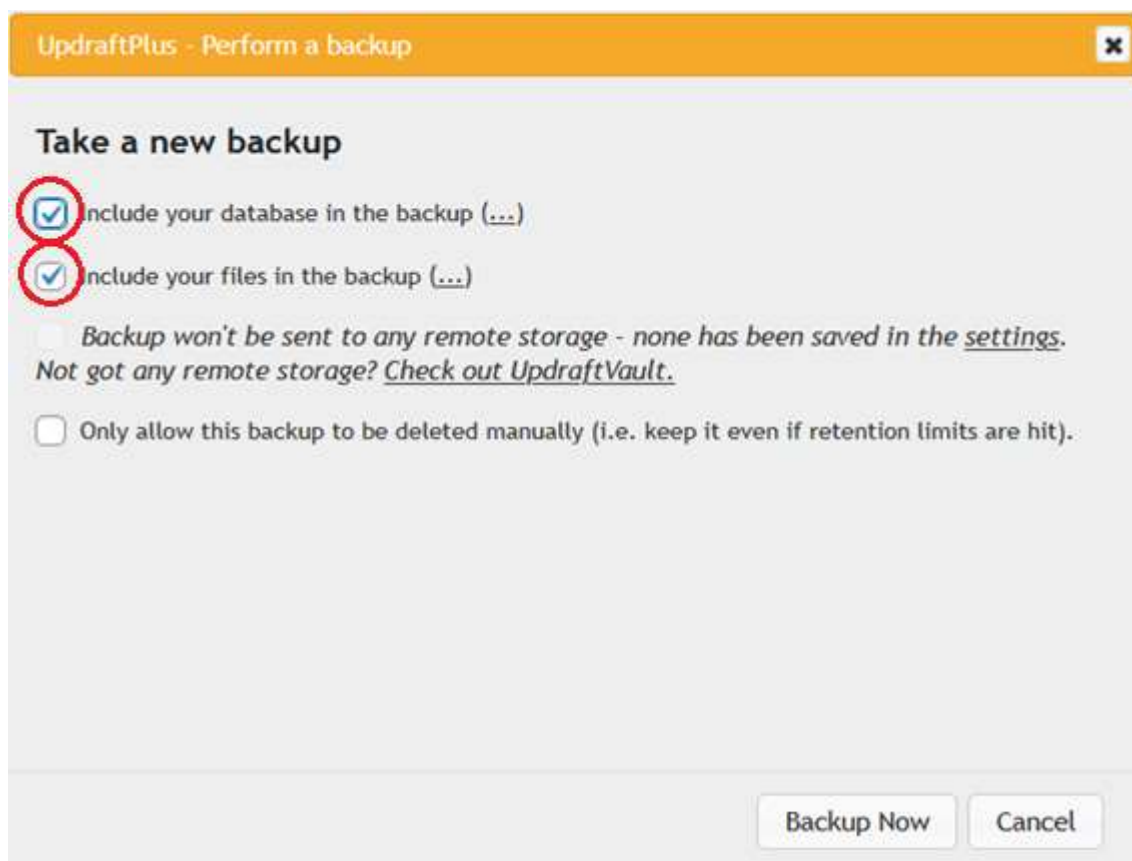 UpdraftPlus - Perform a backup
Take a new backup
Include your database in the backup (...)
Include your files in the backup (...)
Backup won't be sent to any remote storage - none has been saved in the settings.
Not got any remote storage? Check out UpdraftVault.
Only allow this backup to be deleted manually (i.e. keep it even if retention limits are hit).
Backup Now
Cancel